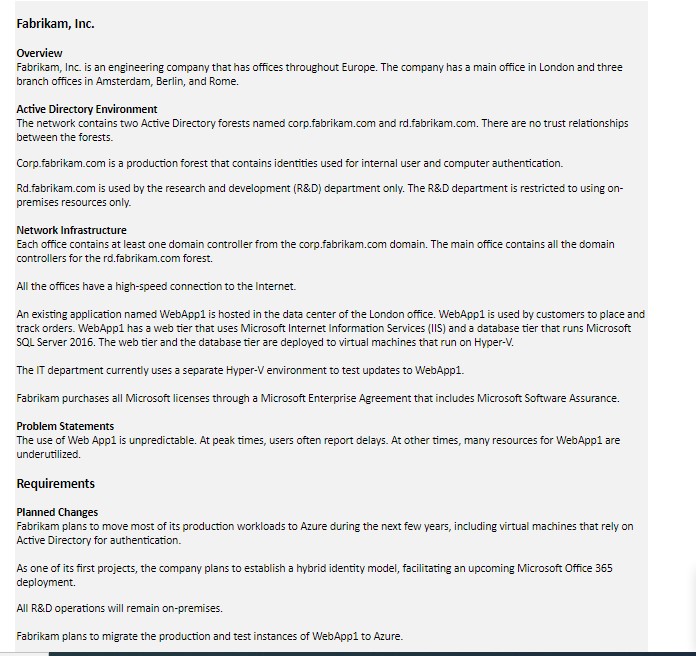 Fabrikam, Inc.
Overview
Fabrikam, Inc. is an engineering company that has offices throughout Europe. The company has a main office in London and three
branch offices in Amsterdam, Berlin, and Rome.
Active Directory Environment
The network contains two Active Directory forests named corp.fabrikam.com and rd.fabrikam.com. There are no trust relationships
between the forests.
Corp.fabrikam.com is a production forest that contains identities used for internal user and computer authentication.
Rd.fabrikam.com is used by the research and development (R&D) department only. The R&D department is restricted to using on-
premises resources only.
Network Infrastructure
Each office contains at least one domain controller from the corp.fabrikam.com domain. The main office contains all the domain
controllers for the rd.fabrikam.com forest.
All the offices have a high-speed connection to the Internet.
An existing application named WebApp1 is hosted in the data center of the London office. WebApp1 is used by customers to place and
track orders. WebApp1 has a web tier that uses Microsoft Internet Information Services (IIS) and a database tier that runs Microsoft
SQL Server 2016. The web tier and the database tier are deployed to virtual machines that run on Hyper-V.
The IT department currently uses a separate Hyper-V environment to test updates to WebApp1.
Fabrikam purchases all Microsoft licenses through a Microsoft Enterprise Agreement that includes Microsoft Software Assurance.
Problem Statements
The use of Web App1 is unpredictable. At peak times, users often report delays. At other times, many resources for WebApp1 are
underutilized.
Requirements
Planned Changes
Fabrikam plans to move most of its production workloads to Azure during the next few years, including virtual machines that rely on
Active Directory for authentication.
As one of its first projects, the company plans to establish a hybrid identity model, facilitating an upcoming Microsoft Office 365
deployment.
All R&D operations will remain on-premises.
Fabrikam plans to migrate the production and test instances of WebApp1 to Azure.